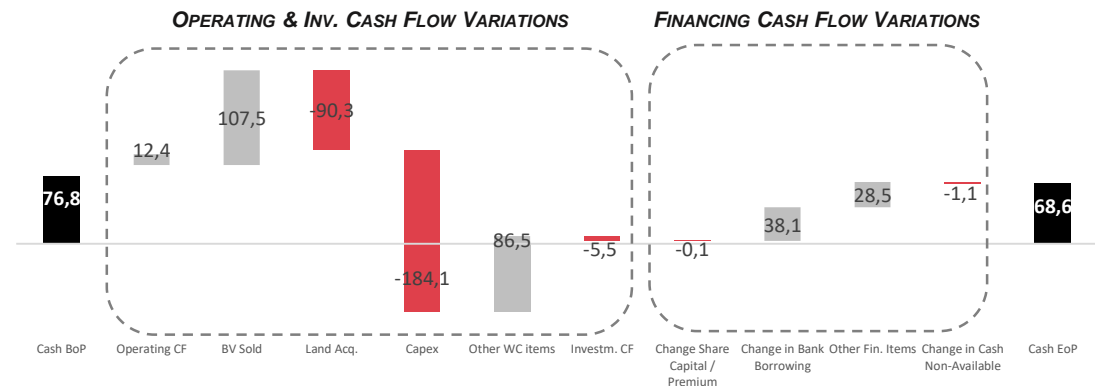 OPERATING & INV. CASH FLOW VARIATIONS
FINANCING CASH FLOW VARIATIONS
76,8
12,4
107,5
-90,3
-184,1
86,5
-5,5
-0,1
38,1
28,5
-1,1
68,6
Cash BoP
Operating CF
BV Sold
Land Acq.
Capex
Other WC items
Investm. CF
Change Share
Capital /
Premium
Change in Bank
Borrowing
Other Fin. Items
Change in Cash
Non-Available
Cash EoP